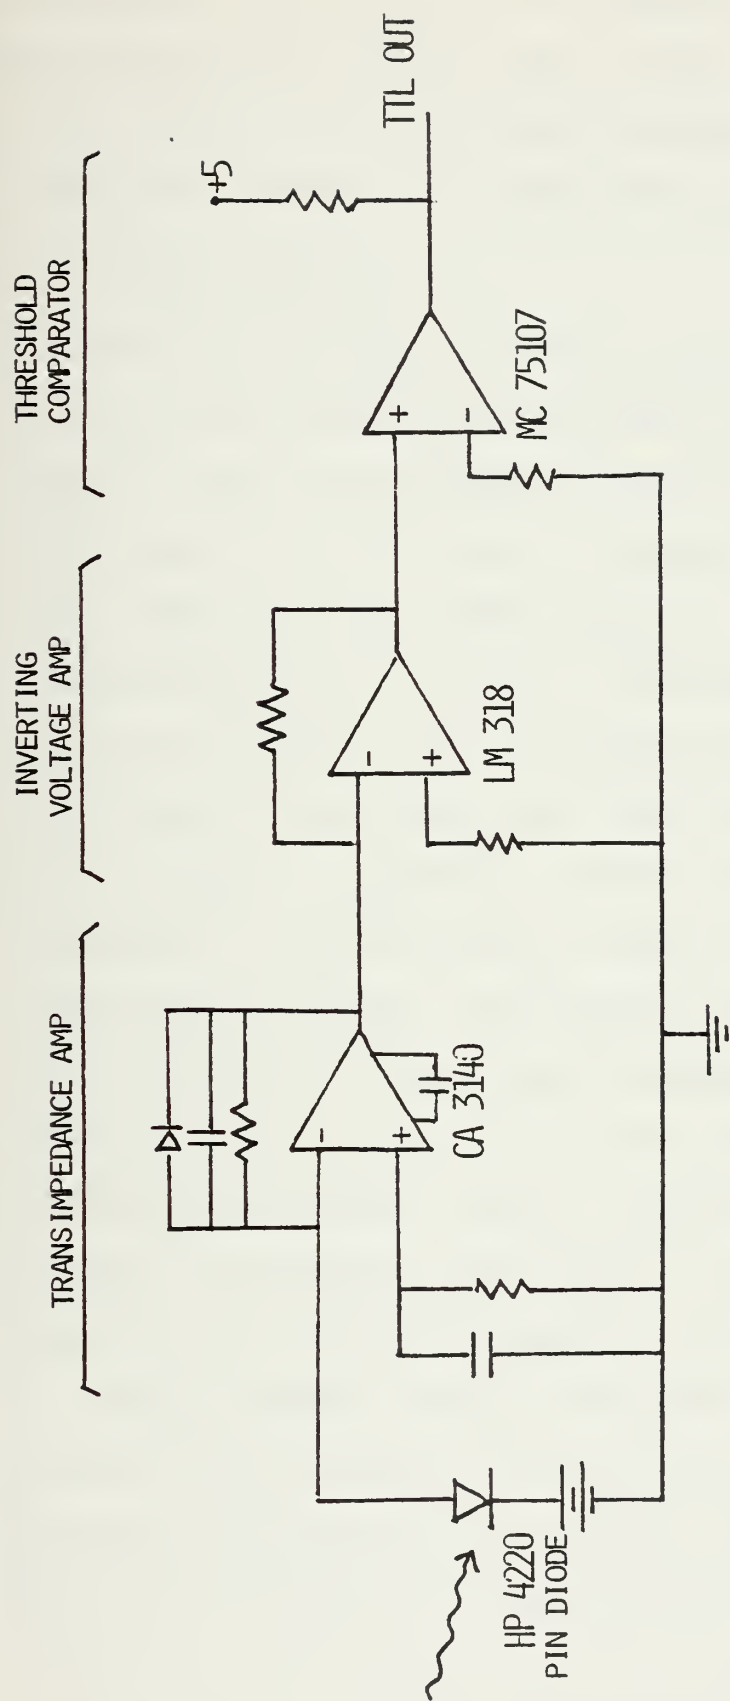 TRANSIMPEDANCE AMP
INVERTING
VOLTAGE AMP
THRESHOLD
COMPARATOR
+5
TTL OUT
-
+
CA 3140
-
+
LM 318
+
-
MC 75107
HP 4220
PIN DIODE